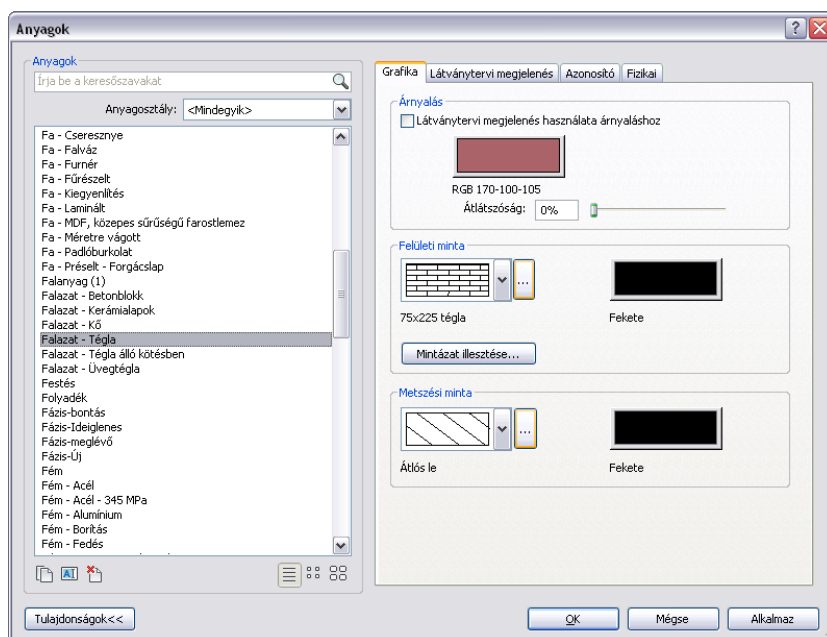 Anyagok
Anyagok
Írja be a keresőszavakat
Anyagosztály: <Mindegyik>
Fa - Cseresznye
Fa - Falváz
Fa - Furnér
Fa - Fűrészelt
Fa - Kiegyenlítés
Fa - Laminált
Fa - MDF, közepes sűrűségű farostlemez
Fa - Méretre vágott
Fa - Padlóburkolat
Fa - Préselt - Forgácslap
Falanyag (1)
Falazat - Betonblokk
Falazat - Kerámialapok
Falazat - Kő
Falazat - Tégla
Falazat - Tégla álló kötésben
Falazat - Üvegtégla
Festés
Folyadék
Fázis-bontás
Fázis-Ideiglenes
Fázis-meglévő
Fázis-Új
Fém
Fém - Acél
Fém - Acél - 345 MPa
Fém - Alumínium
Fém - Borítás
Fém - Fedés
Tulajdonságok<<
Grafika Látványtervi megjelenés Azonosító Fizikai
Árnyalás
Látványtervi megjelenés használata árnyaláshoz
RGB 170-100-105
Átlátszóság: 0%
Felületi minta
...
75x225 tégla Fekete
Mintázat illesztése...
Metszési minta
...
Átlós le Fekete
OK Mégse Alkalmaz